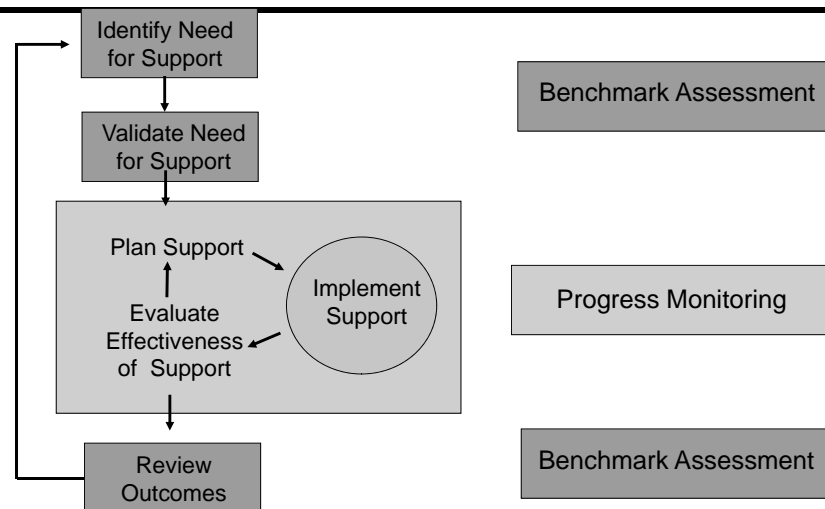 Identify Need
for Support
Benchmark Assessment
Validate Need
for Support
Plan Support
Implement
Support
Evaluate
Effectiveness
of Support
Progress Monitoring
Review
Outcomes
Benchmark Assessment